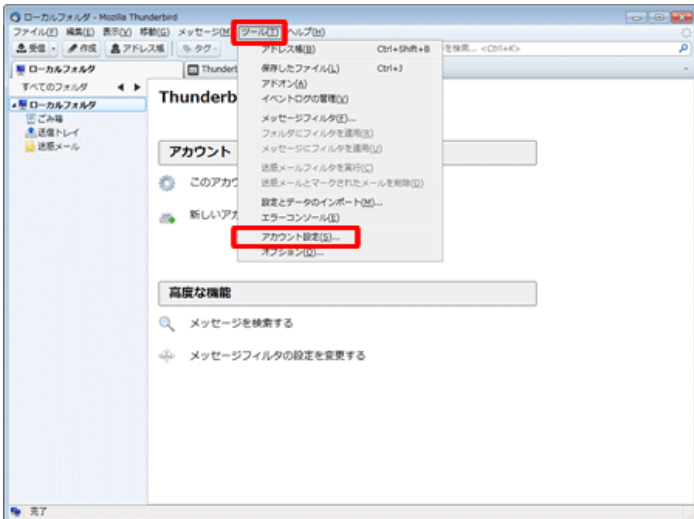 ローカルフォルダ - Mozilla Thunderbird
ファイル(F) 編集(E) 表示(V) 移動(G) メッセージ(M) ツール(T) ヘルプ(H)
受信 作成 アドレス帳 タグ を検索... <Ctrl+K>
ローカルフォルダ Thunderb
すべてのフォルダ
ローカルフォルダ
ごみ箱
送信トレイ
迷惑メール
Thunderb
アカウント
このアカウ
新しいアカ
アドレス帳(B) Ctrl+Shift+B
保存したファイル(L) Ctrl+J
アドオン(A)
イベントログの管理(V)
メッセージフィルタ(F)...
フォルダにフィルタを適用(R)
メッセージにフィルタを適用(U)
迷惑メールフィルタを実行(C)
迷惑メールとマークされたメールを削除(D)
設定とデータのインポート(M)...
エラーコンソール(E)
アカウント設定(S)...
オプション(O)...
高度な機能
メッセージを検索する
メッセージフィルタの設定を変更する
完了